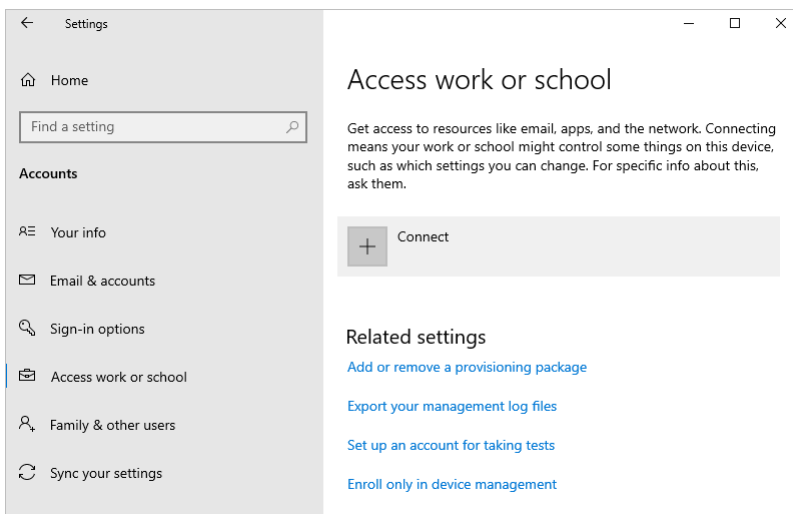 Settings
Home
Find a setting
Accounts
Your info
Email & accounts
Sign-in options
Access work or school
Family & other users
Sync your settings
Access work or school
Get access to resources like email, apps, and the network. Connecting
means your work or school might control some things on this device,
such as which settings you can change. For specific info about this,
ask them.
Connect
Related settings
Add or remove a provisioning package
Export your management log files
Set up an account for taking tests
Enroll only in device management